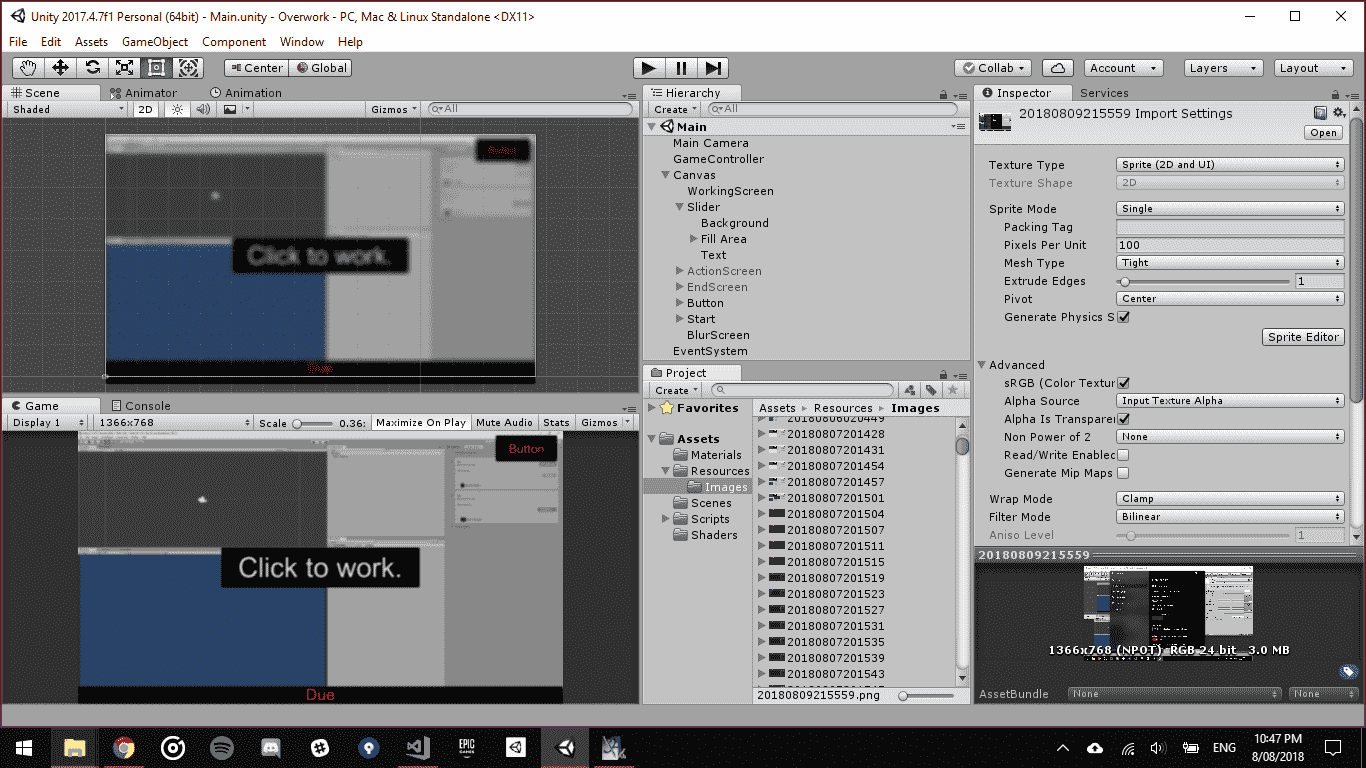 Unity 2017.4.7f1 Personal (64bit) - Main.unity - Overwork - PC, Mac & Linux Standalone <DX11>
File Edit Assets GameObject Component Window Help
Center Global
Collab Account Layers Layout
Scene Animator Animation
Shaded 2D Gizmos All
Click to work.
Due
Game Console
Display 1 1366x768 Scale 0.36: Maximize On Play Mute Audio Stats Gizmos
Button
Click to work.
Due
Hierarchy
Create All
Main
Main Camera
GameController
Canvas
WorkingScreen
Slider
Background
Fill Area
Text
ActionScreen
EndScreen
Button
Start
BlurScreen
EventSystem
Project
Create
Favorites
Assets
Materials
Resources
Images
Scenes
Scripts
Shaders
Assets Resources Images
20180806020449
20180807201428
20180807201431
20180807201454
20180807201457
20180807201501
20180807201504
20180807201507
20180807201511
20180807201515
20180807201519
20180807201523
20180807201527
20180807201531
20180807201535
20180807201539
20180807201543
20180809215559.png
Inspector Services
20180809215559 Import Settings
Open
Texture Type Sprite (2D and UI)
Texture Shape 2D
Sprite Mode Single
Packing Tag
Pixels Per Unit 100
Mesh Type Tight
Extrude Edges 1
Pivot Center
Generate Physics S
Sprite Editor
Advanced
sRGB (Color Textur
Alpha Source Input Texture Alpha
Alpha Is Transparer
Non Power of 2 None
Read/Write Enabled
Generate Mip Maps
Wrap Mode Clamp
Filter Mode Bilinear
Aniso Level 1
20180809215559
1366x768 (NPOT) RGB 24 bit 3.0 MB
AssetBundle None None
EPIC GAMES
ENG
10:47 PM
8/08/2018